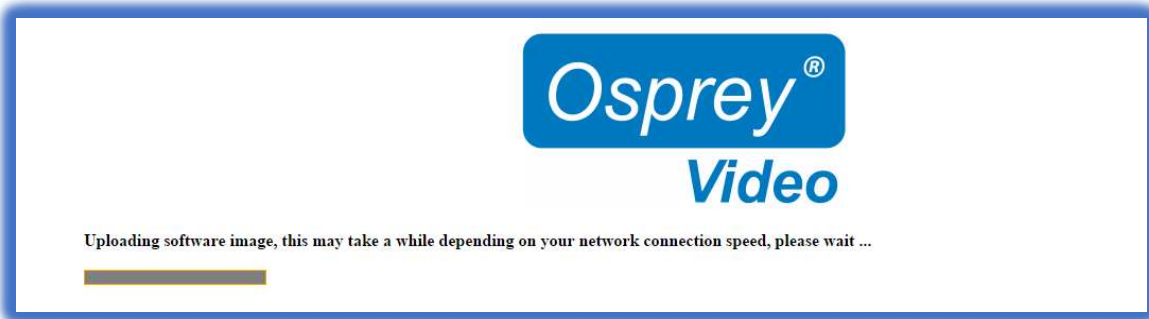 Osprey®
Video
Uploading software image, this may take a while depending on your network connection speed, please wait ...